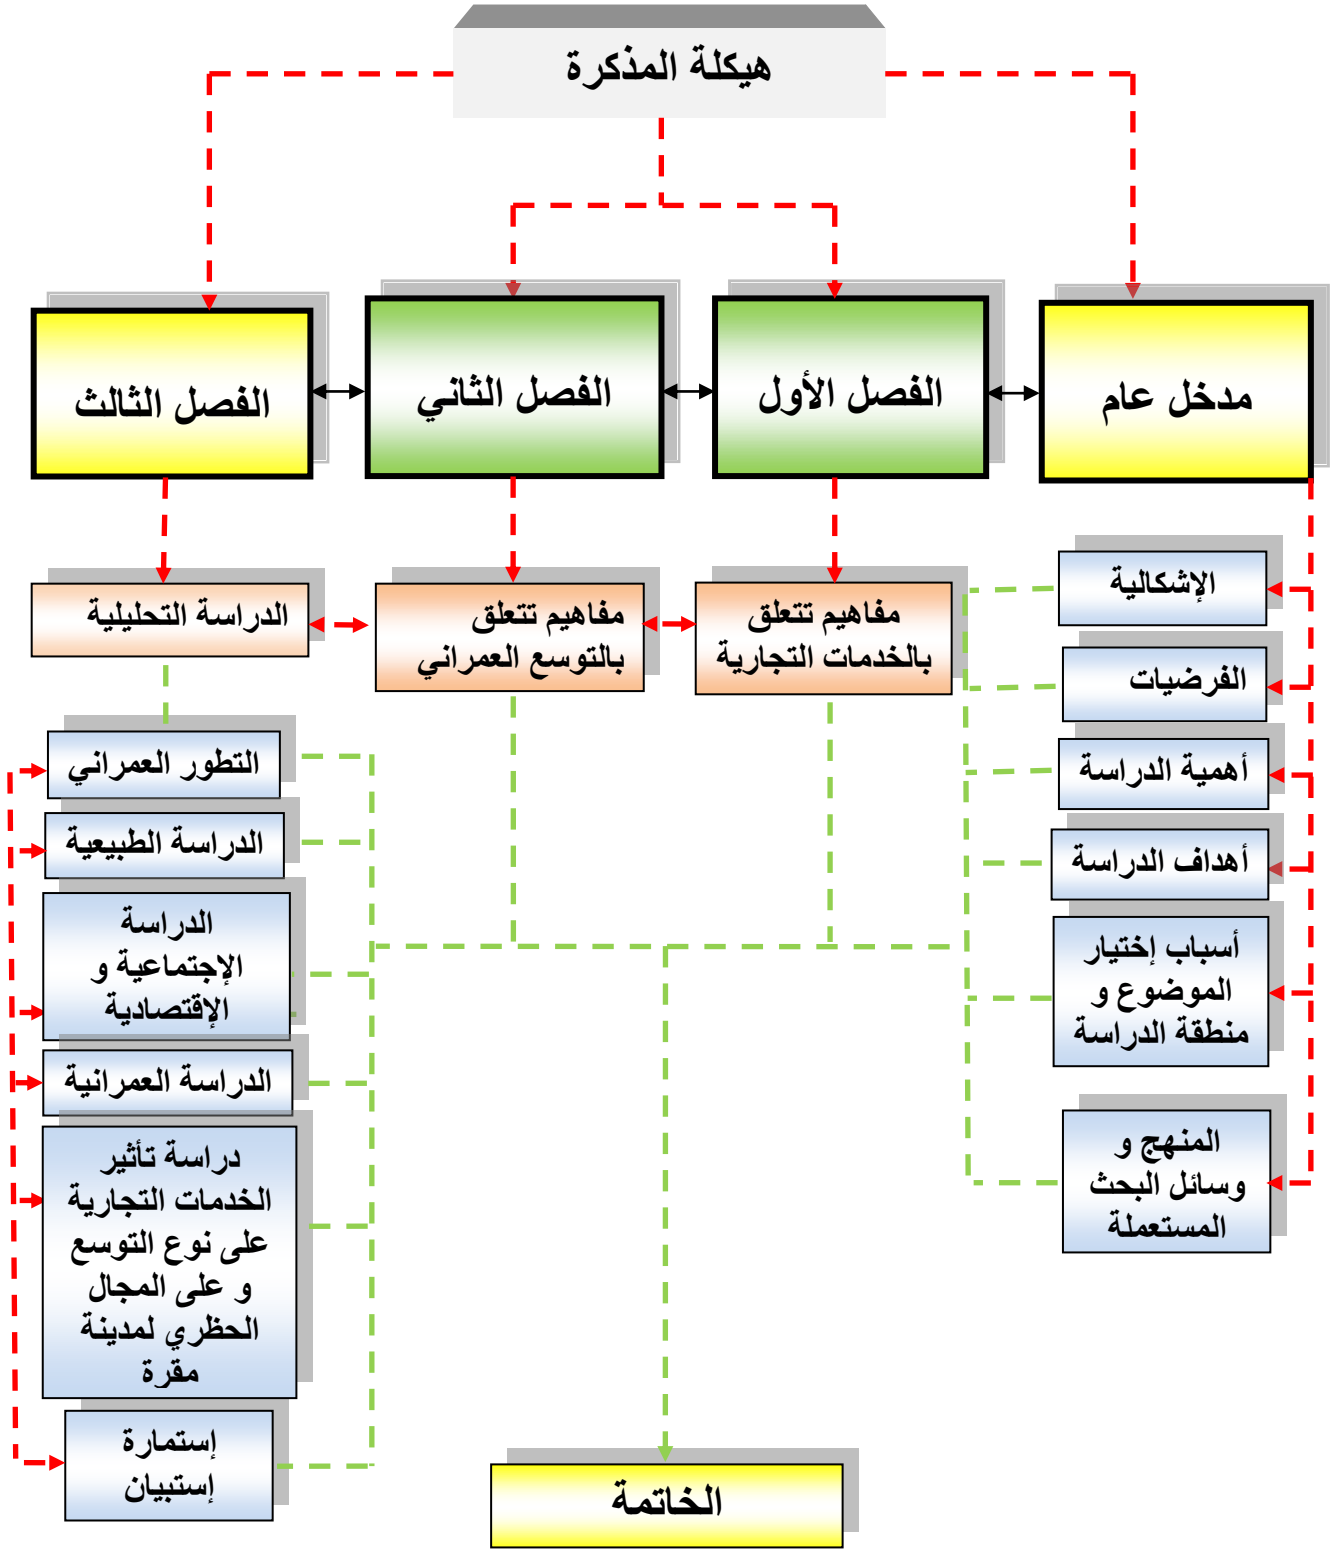 هيكلة المذكرة
مدخل عام
الفصل الأول
الفصل الثاني
الفصل الثالث
الإشكالية
الفرضيات
أهمية الدراسة
أهداف الدراسة
أسباب إختيار
الموضوع و
منطقة الدراسة
المنهج و
وسائل البحث
المستعملة
مفاهيم تتعلق
بالخدمات التجارية
مفاهيم تتعلق
بالتوسع العمراني
الدراسة التحليلية
التطور العمراني
الدراسة الطبيعية
الدراسة
الإجتماعية و
الإقتصادية
الدراسة العمرانية
دراسة تأثير
الخدمات التجارية
على نوع التوسع
و على المجال
الحظري لمدينة
مقرة
إستمارة
إستبيان
الخاتمة